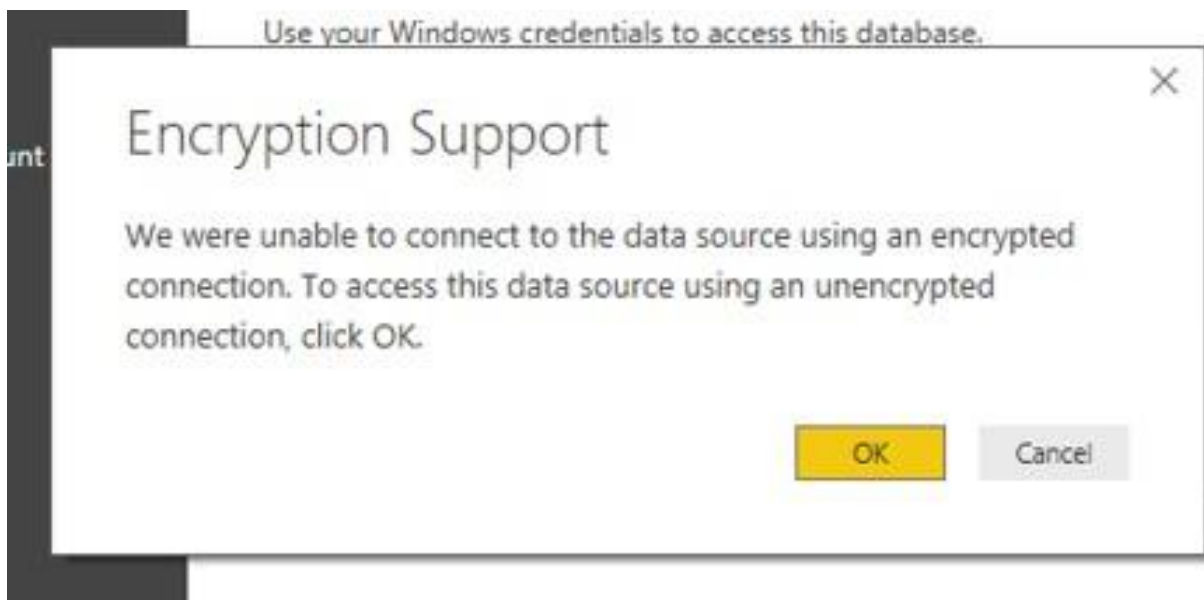 Use your Windows credentials to access this database.
Encryption Support
unt
We were unable to connect to the data source using an encrypted
connection. To access this data source using an unencrypted
connection, click OK.
OK
Cancel